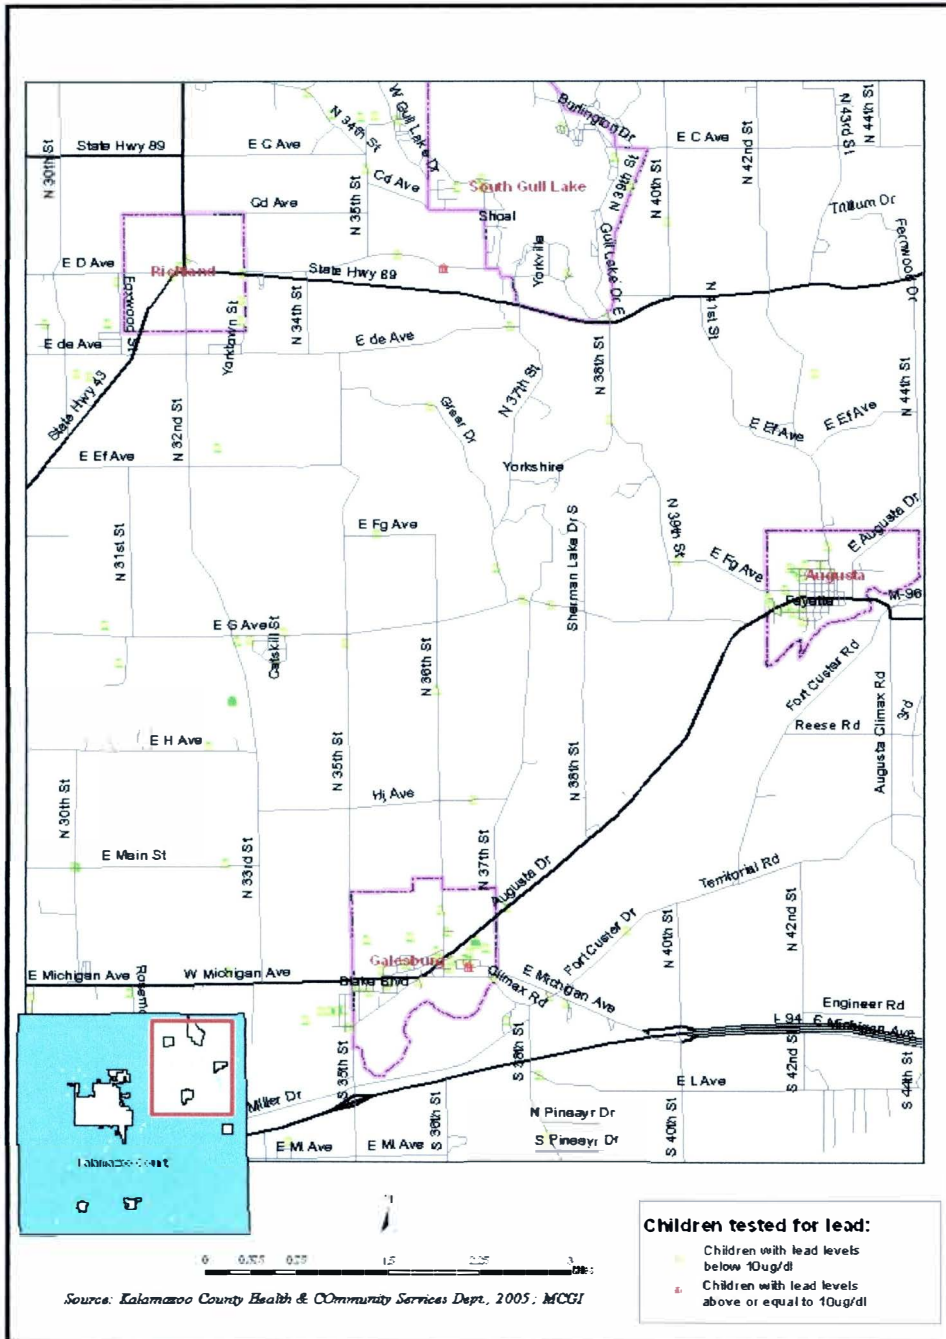 State Hwy 89
N 30th St
E C Ave
N 34th St
W Gull Lake Dr
Burlington Dr
E C Ave
N 42nd St
N 43rd St
N 44th St
Cd Ave
N 35th St
Cd Ave
South Gull Lake
Shoal
N 39th St
N 40th St
Tallum Dr
Fernwood Dr
E D Ave
Richland
State Hwy 89
Yorkville
Gull Lake Dr E
N 41st St
Foxwood St
Yorktown St
N 34th St
E de Ave
E de Ave
State Hwy 43
N 32nd St
Greer Dr
N 37th St
N 38th St
N 44th St
E Ef Ave
E Ef Ave
E Ef Ave
Yorkshire
N 31st St
E Fg Ave
Sherman Lake Dr S
N 39th St
E Fg Ave
E Augusta Dr
Augusta
Fayette
M-96
E G Ave
Catskill St
N 36th St
Fort Custer Rd
E H Ave
N 35th St
N 38th St
Reese Rd
Augusta Climax Rd
3rd
N 30th St
Hj Ave
E Main St
N 33rd St
N 37th St
Augusta Dr
Territorial Rd
Galesburg
Fort Custer Dr
N 40th St
N 42nd St
E Michigan Ave
W Michigan Ave
Blake Blvd
Climax Rd
E Michigan Ave
Engineer Rd
I-94
E Michigan Ave
S 35th St
S 38th St
S 42nd St
S 44th St
Miller Dr
E L Ave
S 36th St
N Pineayr Dr
S Pineayr Dr
S 40th St
E Ml Ave
E Ml Ave
Children tested for lead:
Children with lead levels
below 10ug/dl
Children with lead levels
above or equal to 10ug/dl
Source: Kalamazoo County Health & COmmunity Services Dept., 2005; MCGI